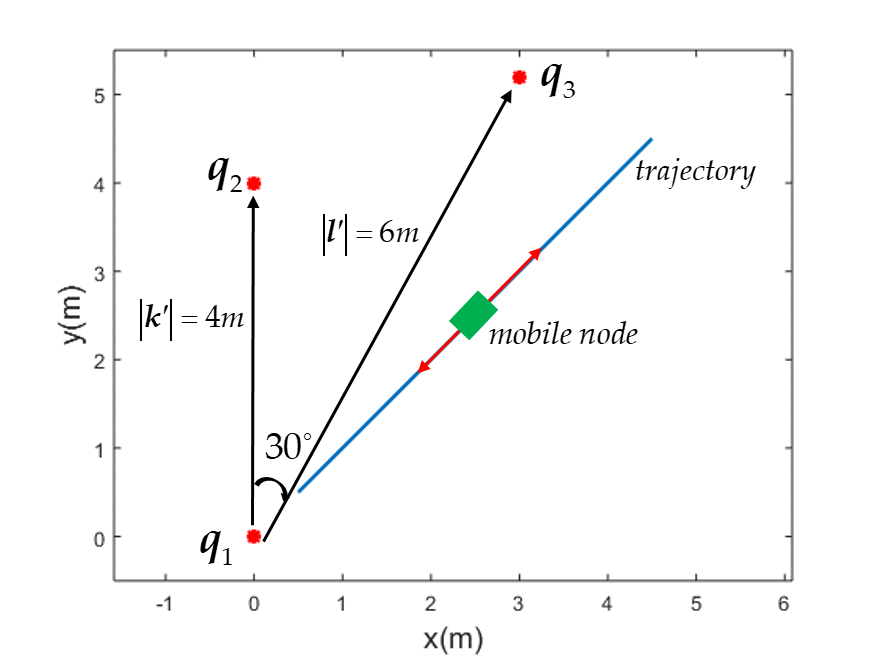 q₃
5
trajectory
q₂
4
|l′| = 6m
3
|k′| = 4m
mobile node
y(m)
2
30°
1
0
q₁
-1 0 1 2 3 4 5 6
x(m)